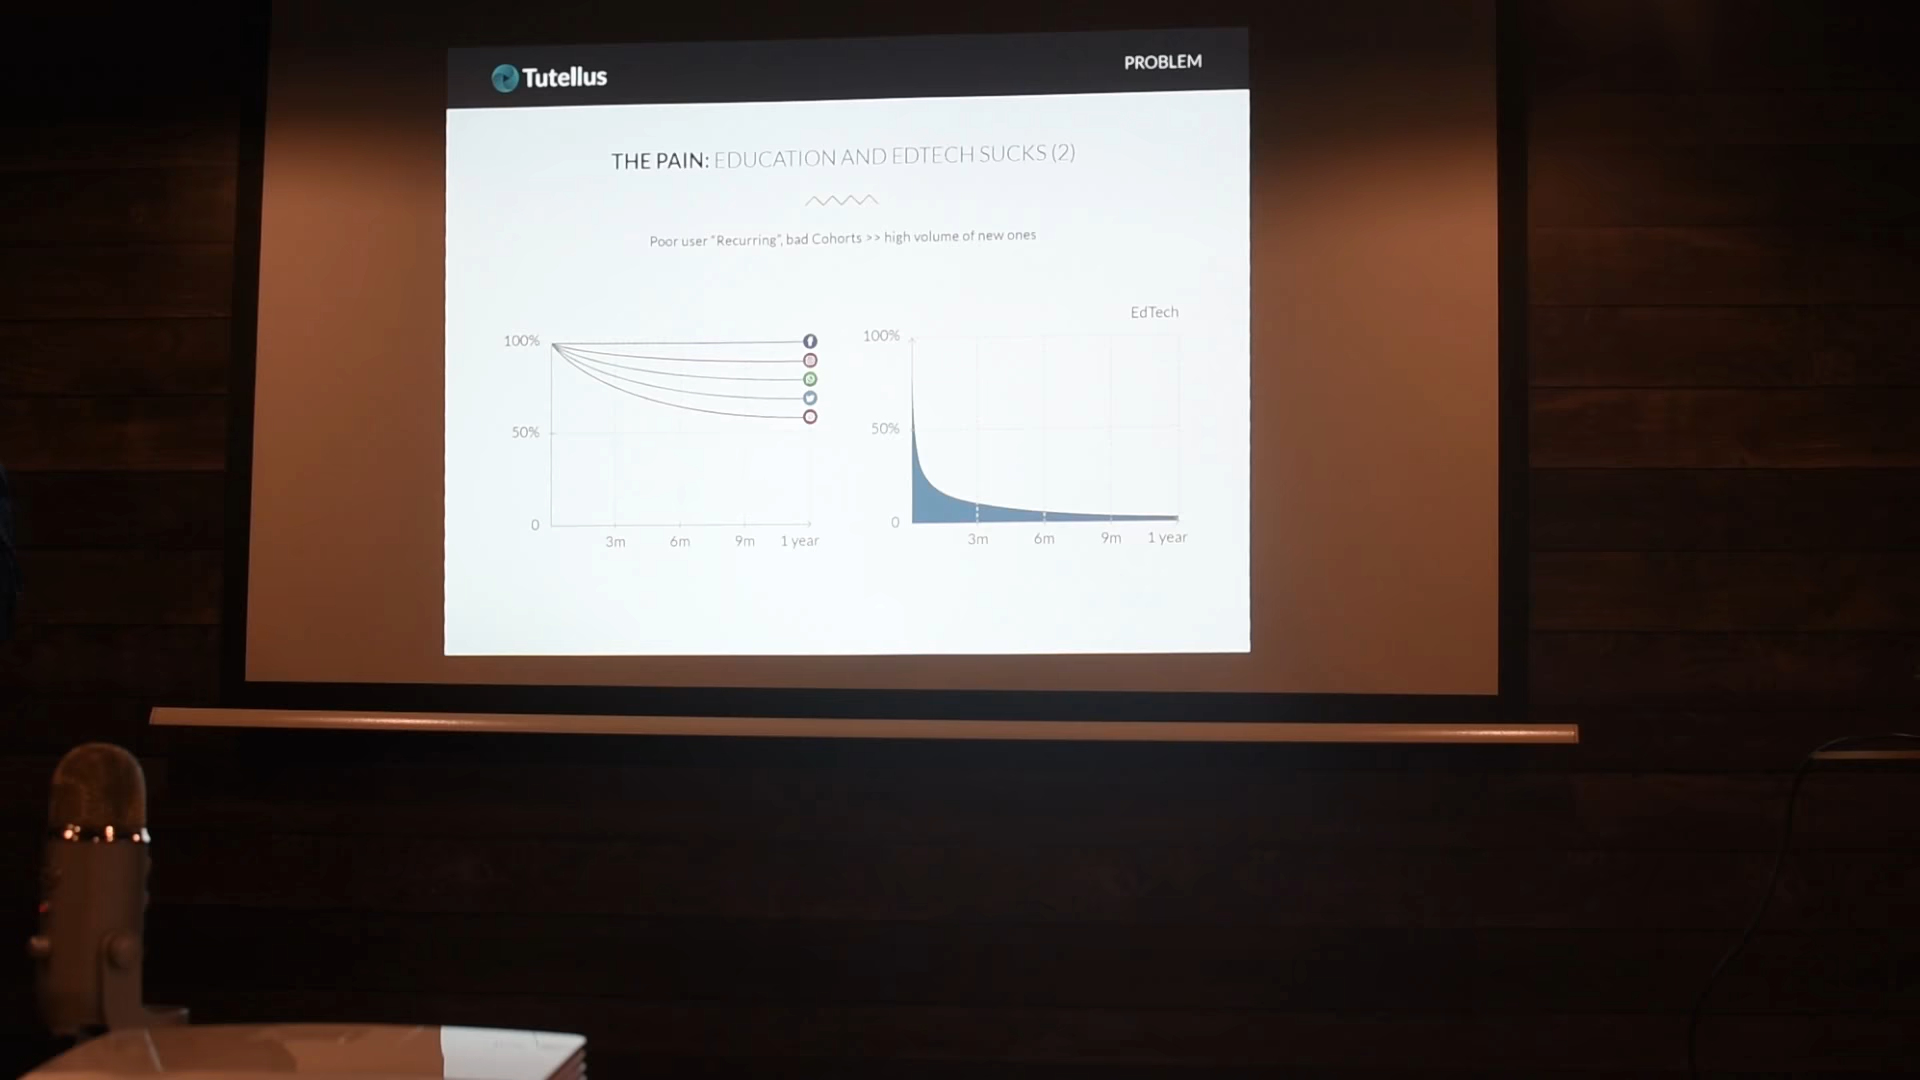 Tutellus
PROBLEM
THE PAIN: EDUCATION AND EDTECH SUCKS (2)
Poor user "Recurring", bad Cohorts >> high volume of new ones
100%
50%
0
3m 6m 9m 1 year
EdTech
100%
50%
0
3m 6m 9m 1 year